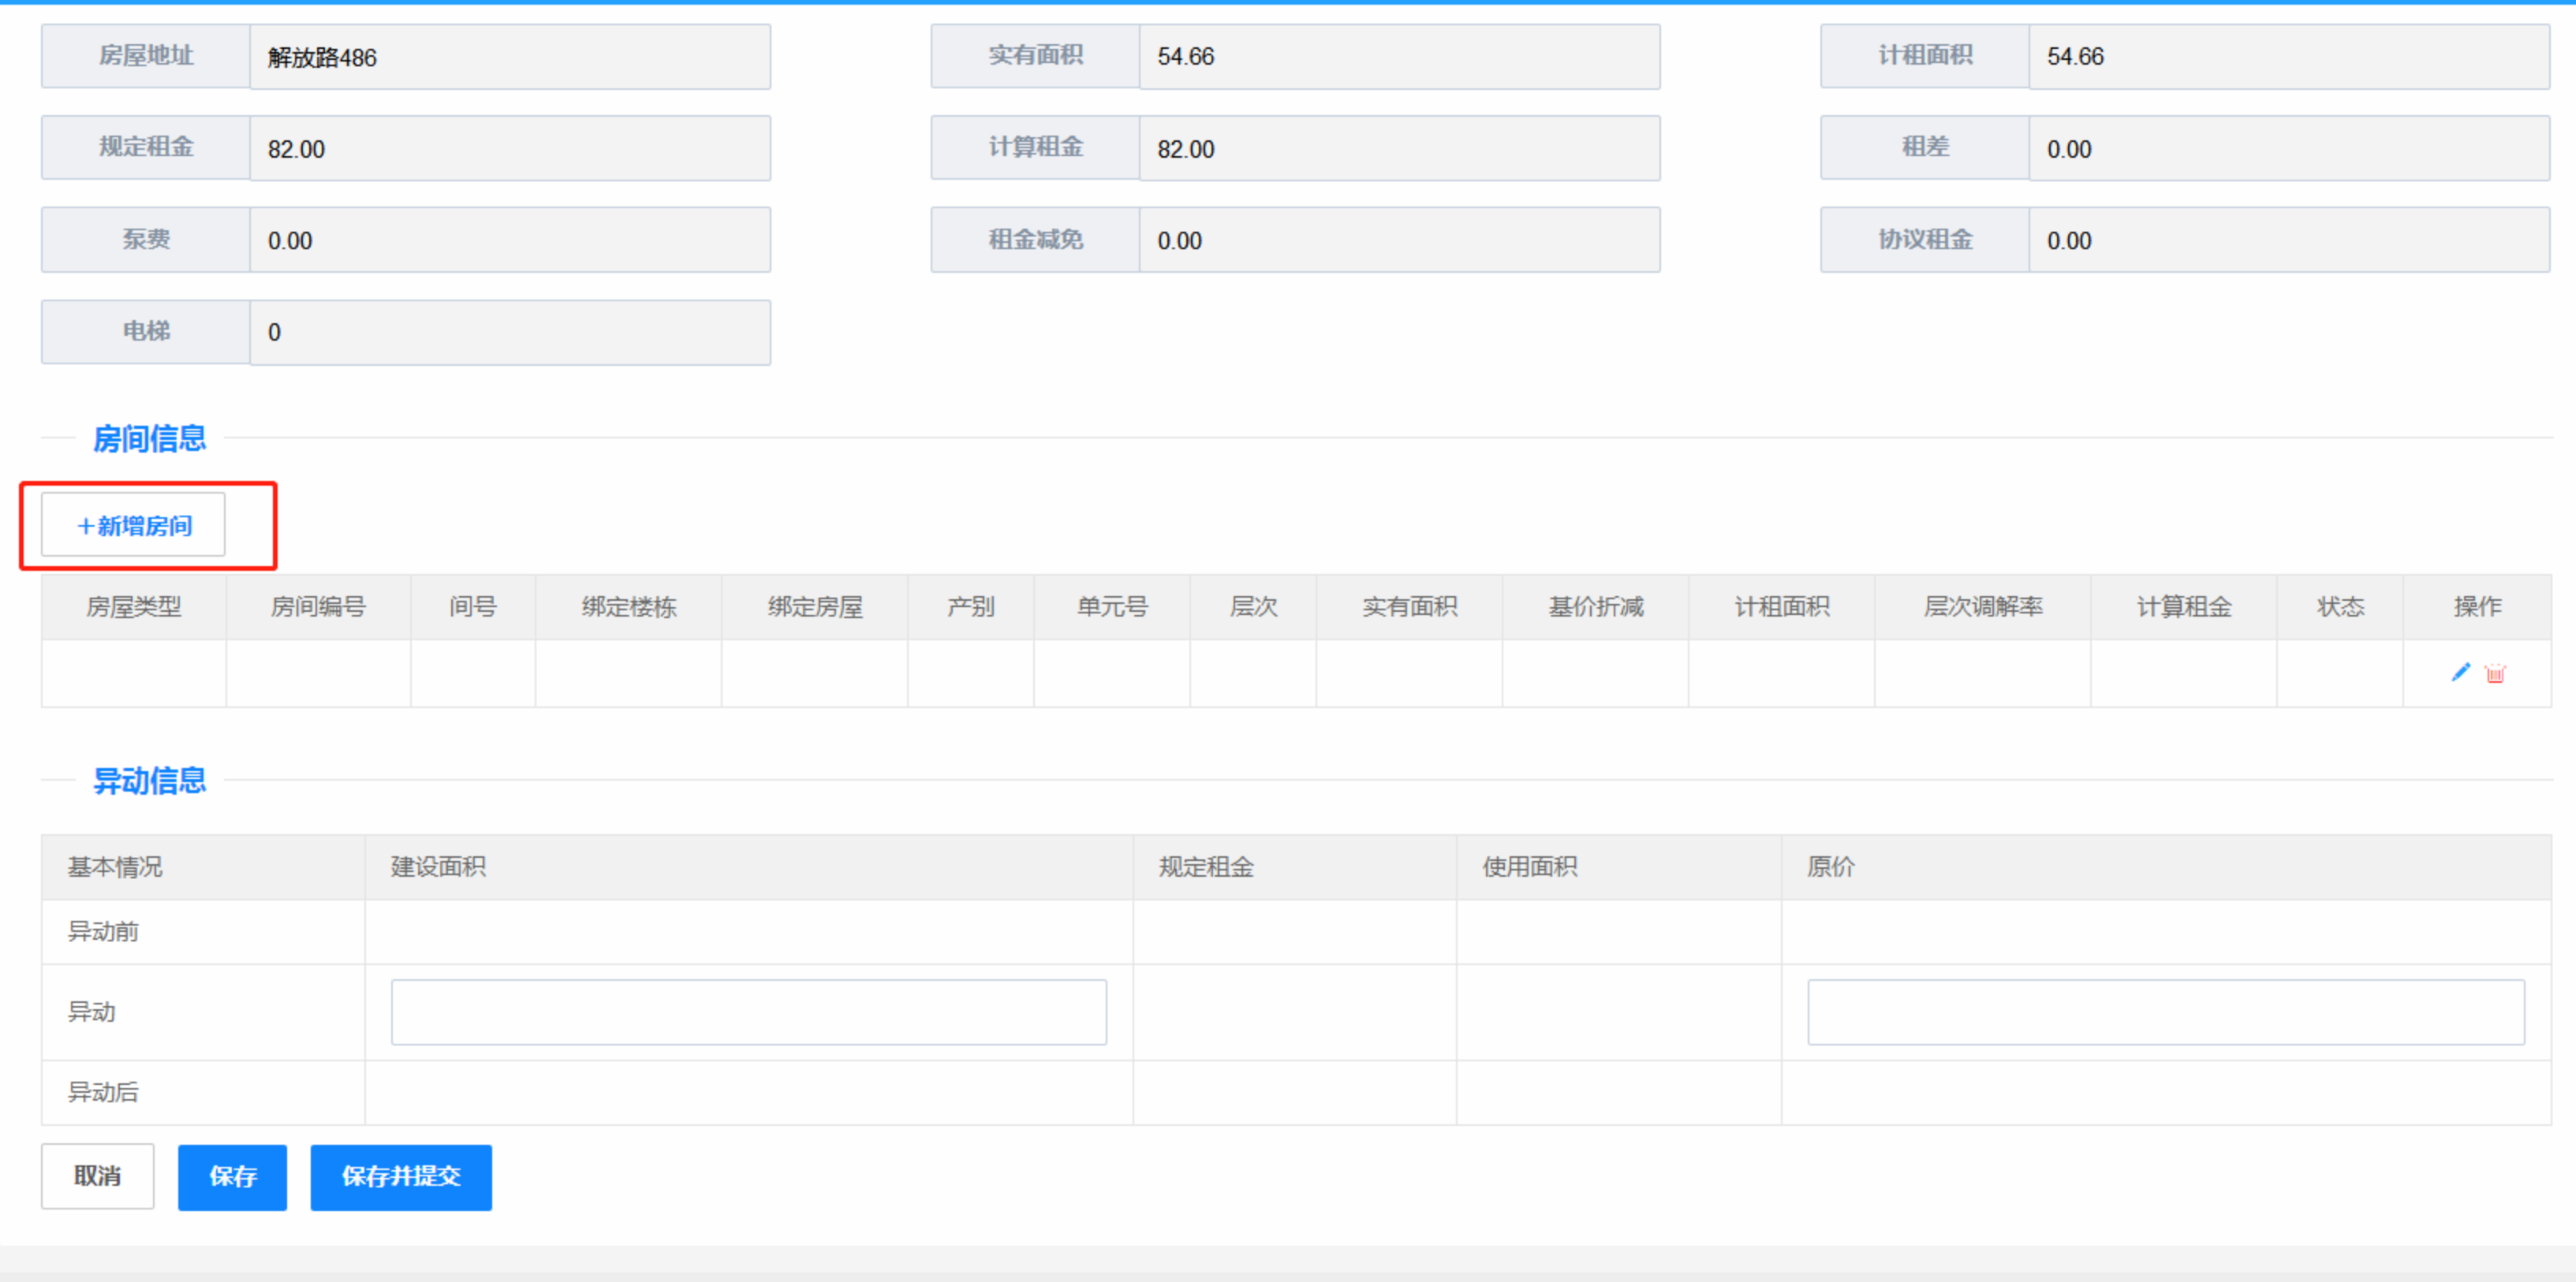 房屋地址 解放路486 实有面积 54.66 计租面积 54.66
规定租金 82.00 计算租金 82.00 租差 0.00
泵费 0.00 租金减免 0.00 协议租金 0.00
电梯 0
房间信息
+新增房间
房屋类型 房间编号 间号 绑定楼栋 绑定房屋 产别 单元号 层次 实有面积 基价折减 计租面积 层次调解率 计算租金 状态 操作
异动信息
基本情况 建设面积 规定租金 使用面积 原价
异动前
异动
异动后
取消 保存 保存并提交